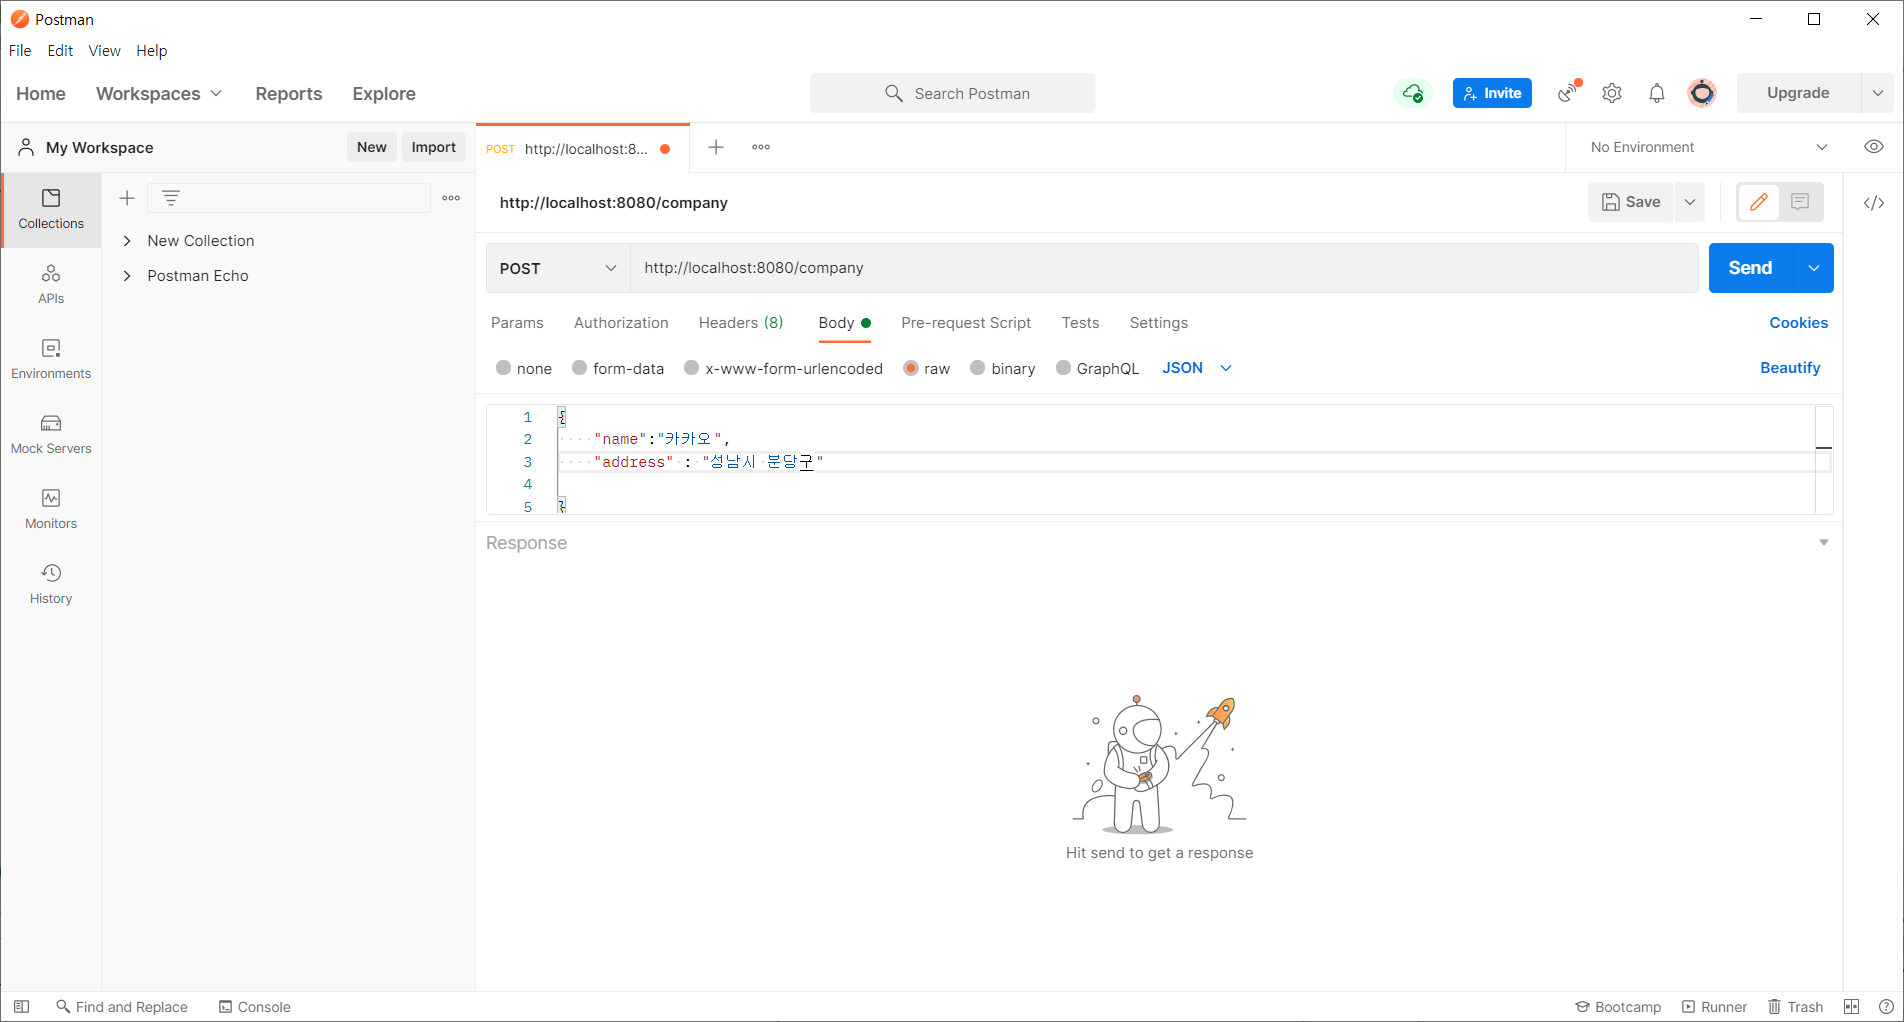 Postman
File Edit View Help
Home Workspaces Reports Explore Search Postman Invite Upgrade
My Workspace New Import POST http://localhost:8... No Environment
Collections
APIs
Environments
Mock Servers
Monitors
History
New Collection
Postman Echo
http://localhost:8080/company Save
POST http://localhost:8080/company Send
Params Authorization Headers (8) Body Pre-request Script Tests Settings Cookies
none form-data x-www-form-urlencoded raw binary GraphQL JSON Beautify
1 {
2 "name":"카카오",
3 "address" : "성남시 분당구"
4
5 }
Response
Hit send to get a response
Find and Replace Console Bootcamp Runner Trash